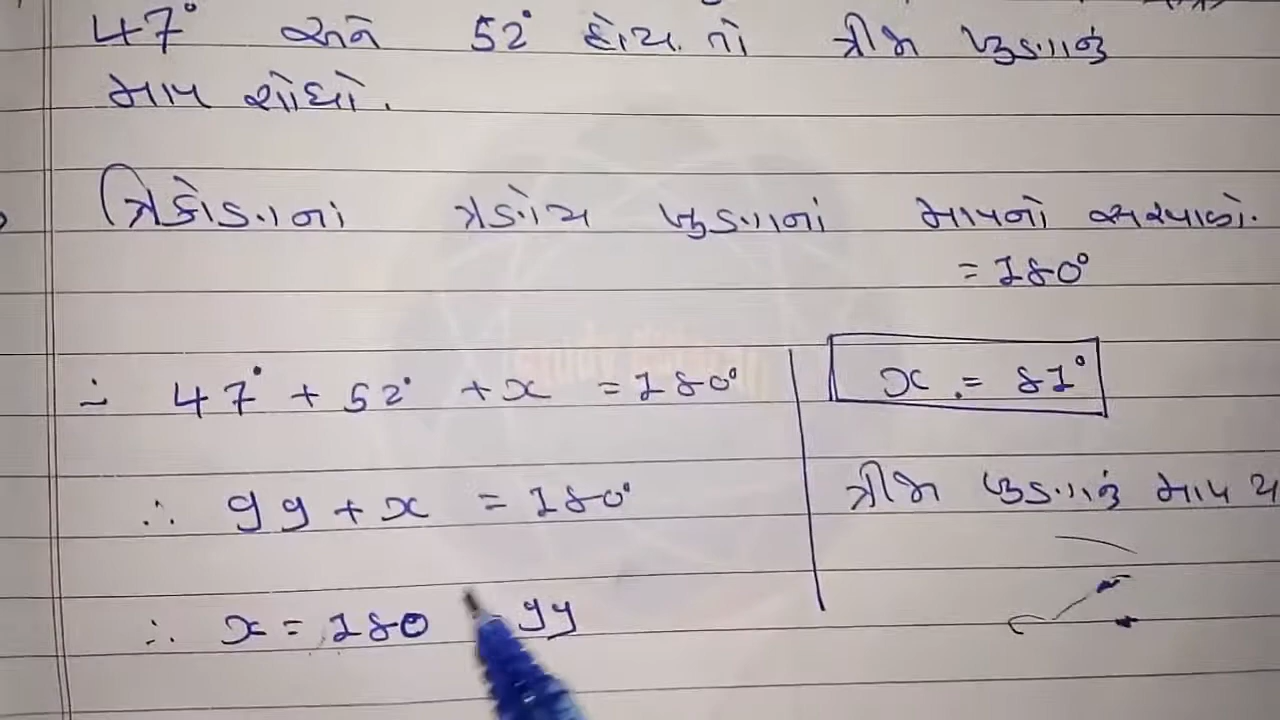 47° અને 52° હોય તો ત્રીજા ખુણાનું
માપ શોધો.
ત્રિકોણનાં ત્રણેય ખુણાનાં માપનો સરવાળો.
= 180°
∴ 47° + 52° + x = 180°
∴ 99 + x = 180°
∴ x = 180 - 99
x = 81°
ત્રીજા ખુણાનું માપ